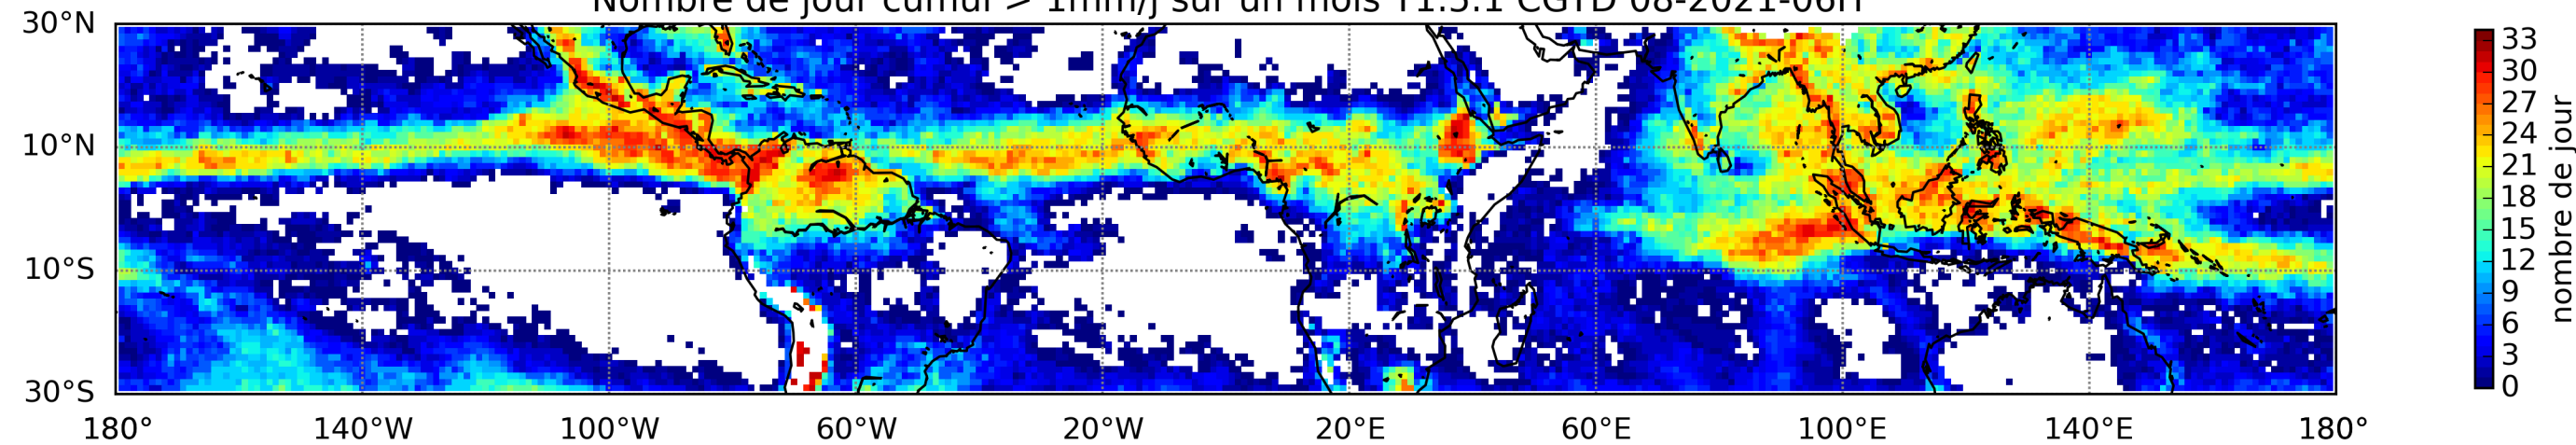 Nombre de jour cumul > 1mm/j sur un mois T1.5.1 CGTD 08-2021-06H
30°N
10°N
10°S
30°S
180° 140°W 100°W 60°W 20°W 20°E 60°E 100°E 140°E 180°
33
30
27
24
21
18
15
12
9
6
3
0
nombre de jour